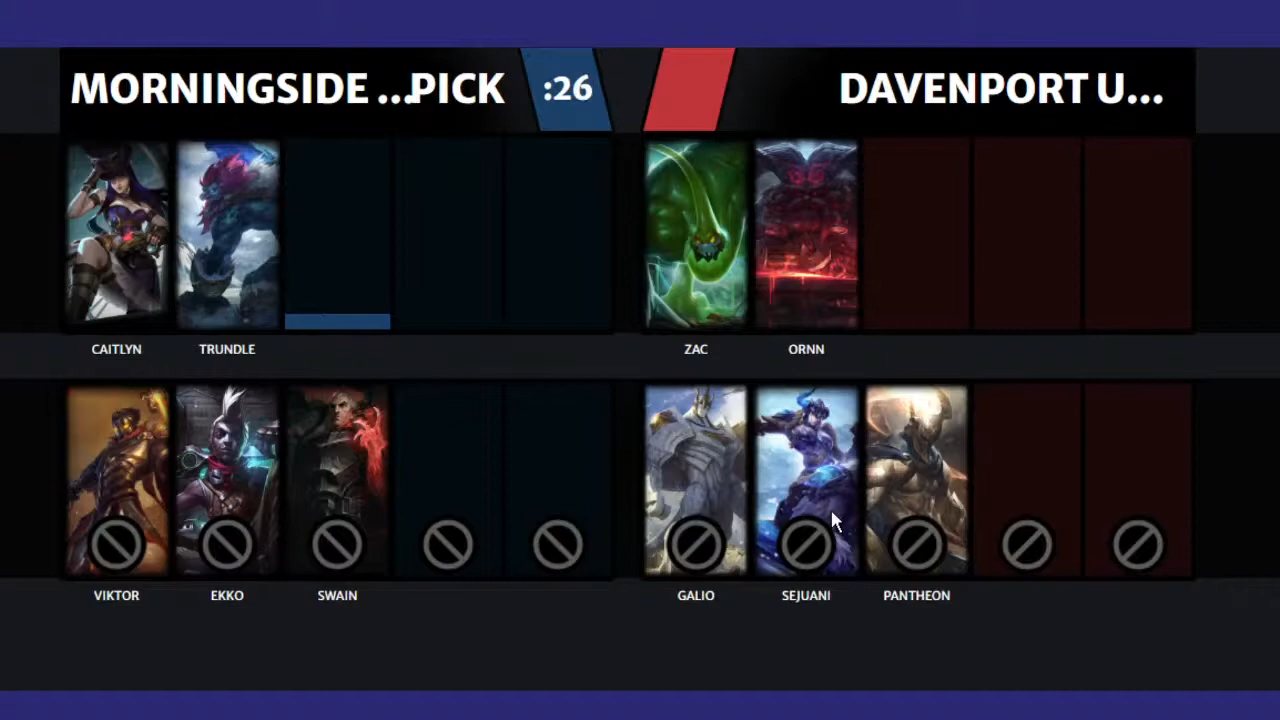 MORNINGSIDE ...PICK :26 DAVENPORT U...
CAITLYN TRUNDLE ZAC ORNN
VIKTOR EKKO SWAIN GALIO SEJUANI PANTHEON